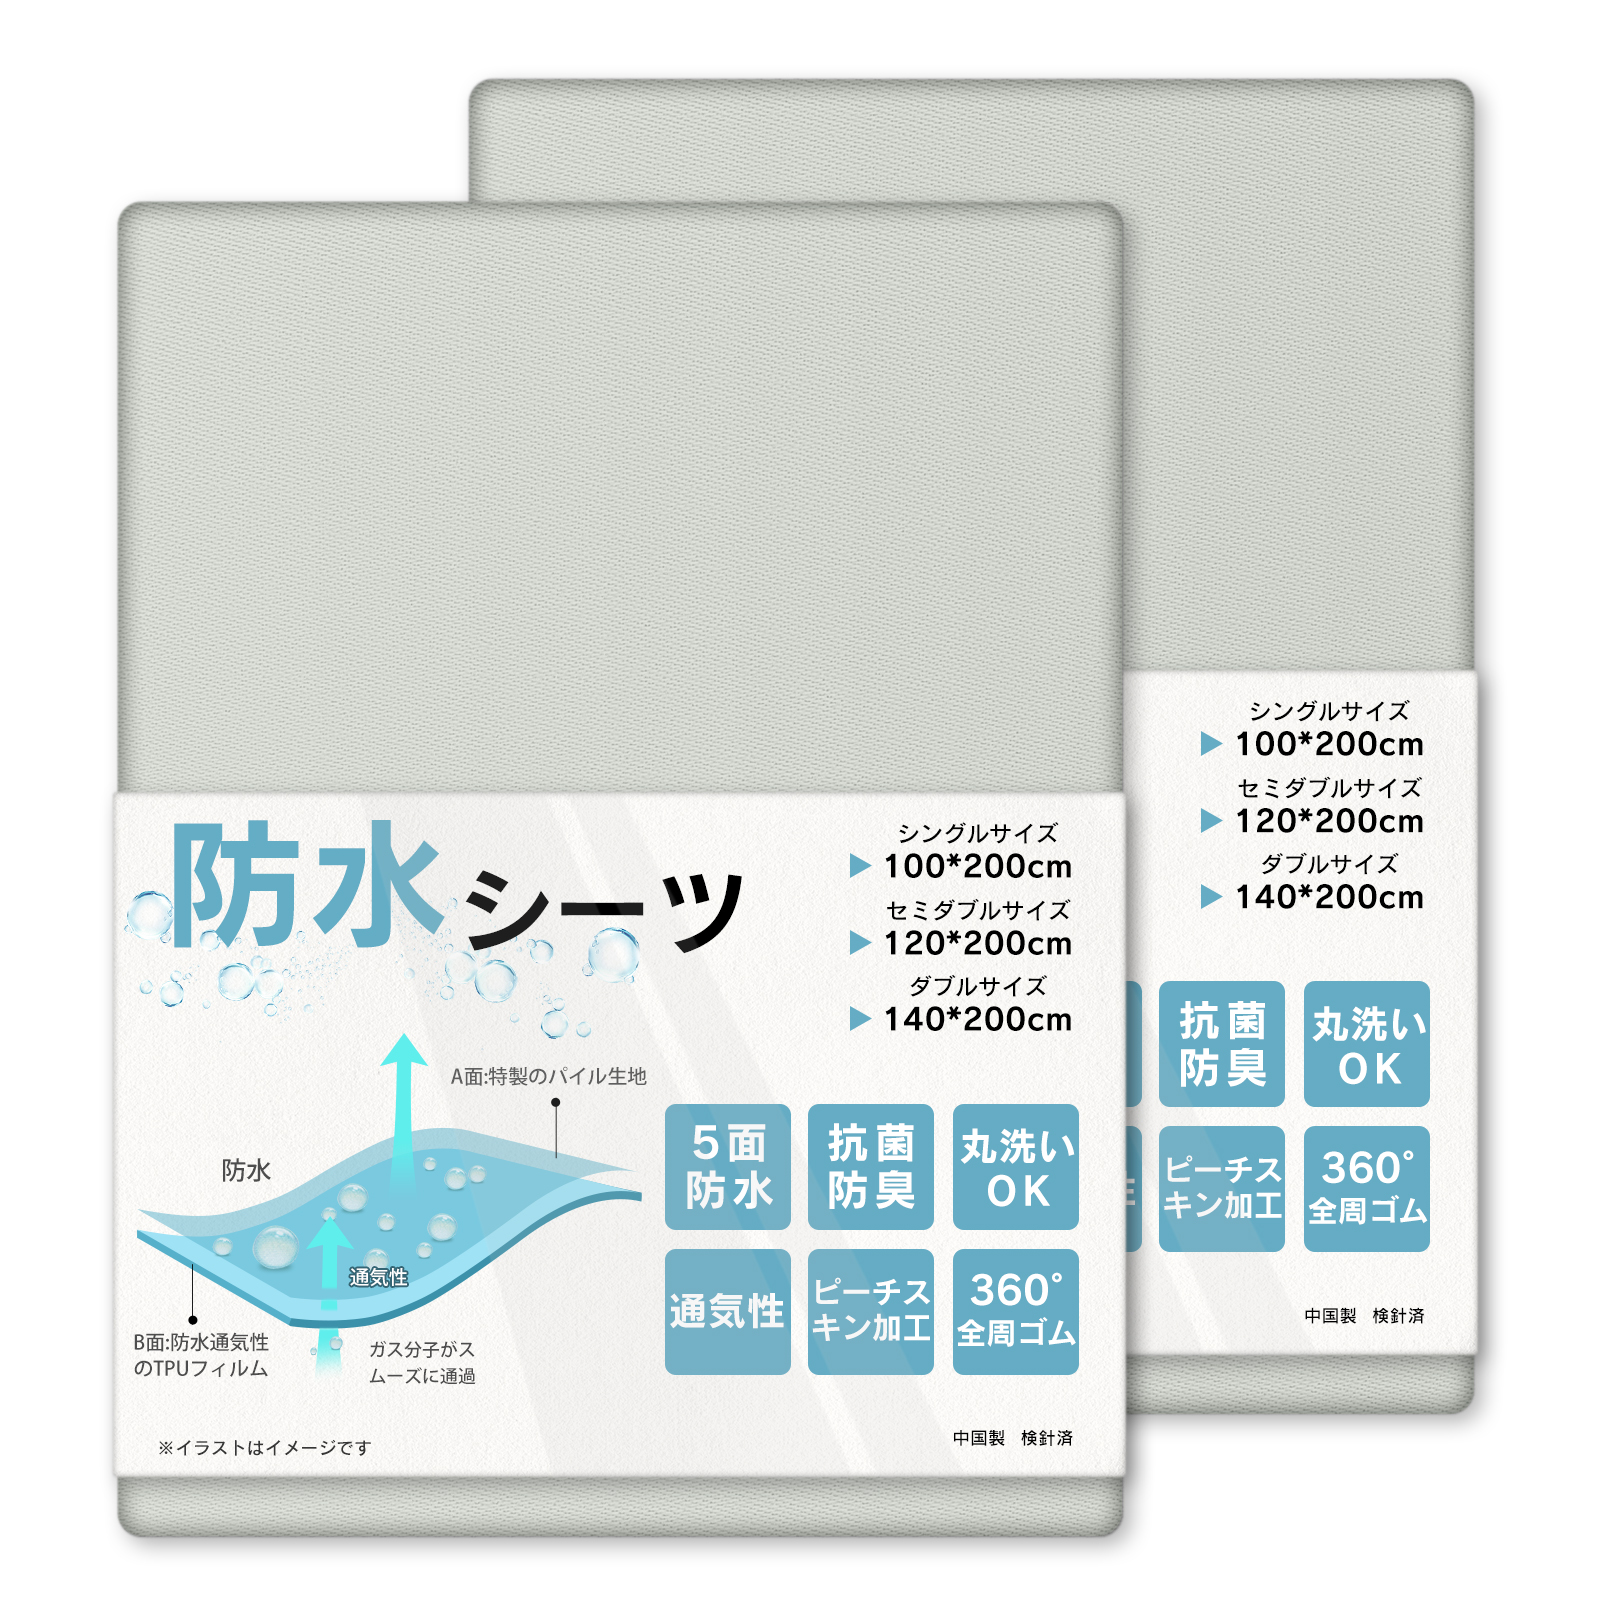 防水シーツ
シングルサイズ
100*200cm
セミダブルサイズ
120*200cm
ダブルサイズ
140*200cm
A面:特製のパイル生地
防水
通気性
B面:防水通気性
のTPUフィルム
ガス分子がス
ムーズに通過
5面
防水
抗菌
防臭
丸洗い
OK
通気性
ピーチス
キン加工
360°
全周ゴム
※イラストはイメージです
中国製 検針済
シングルサイズ
100*200cm
セミダブルサイズ
120*200cm
ダブルサイズ
140*200cm
抗菌
防臭
丸洗い
OK
ピーチス
キン加工
360°
全周ゴム
中国製 検針済